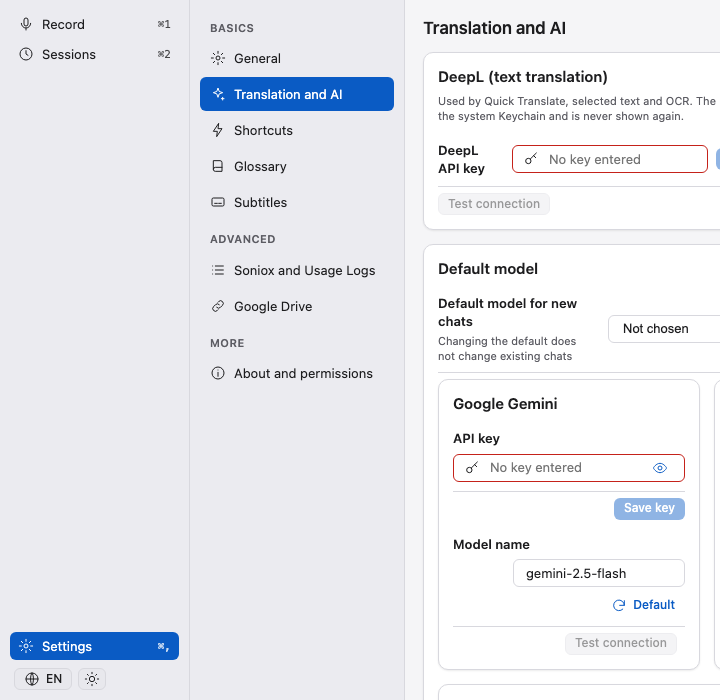 Record ⌘1
Sessions ⌘2
Settings ⌘,
EN
BASICS
General
Translation and AI
Shortcuts
Glossary
Subtitles
ADVANCED
Soniox and Usage Logs
Google Drive
MORE
About and permissions
Translation and AI
DeepL (text translation)
Used by Quick Translate, selected text and OCR. The
the system Keychain and is never shown again.
DeepL
API key
No key entered
Test connection
Default model
Default model for new
chats
Changing the default does
not change existing chats
Not chosen
Google Gemini
API key
No key entered
Save key
Model name
gemini-2.5-flash
Default
Test connection